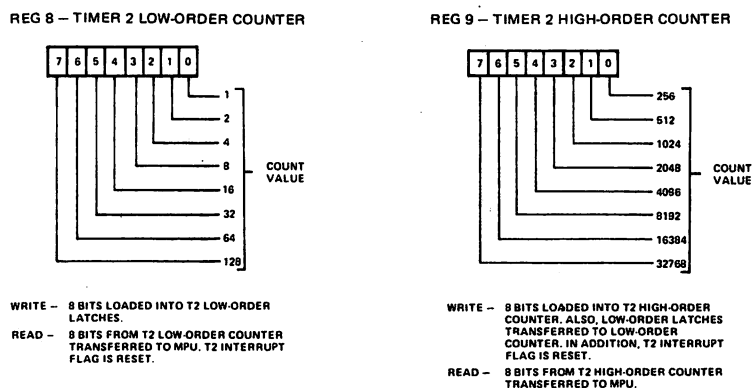 REG 8 – TIMER 2 LOW-ORDER COUNTER
7 6 5 4 3 2 1 0
1
2
4
8
16
32
64
128
COUNT
VALUE
WRITE – 8 BITS LOADED INTO T2 LOW-ORDER
LATCHES.
READ – 8 BITS FROM T2 LOW-ORDER COUNTER
TRANSFERRED TO MPU. T2 INTERRUPT
FLAG IS RESET.
REG 9 – TIMER 2 HIGH-ORDER COUNTER
7 6 5 4 3 2 1 0
256
512
1024
2048
4096
8192
16384
32768
COUNT
VALUE
WRITE – 8 BITS LOADED INTO T2 HIGH-ORDER
COUNTER. ALSO, LOW-ORDER LATCHES
TRANSFERRED TO LOW-ORDER
COUNTER. IN ADDITION, T2 INTERRUPT
FLAG IS RESET.
READ – 8 BITS FROM T2 HIGH-ORDER COUNTER
TRANSFERRED TO MPU.